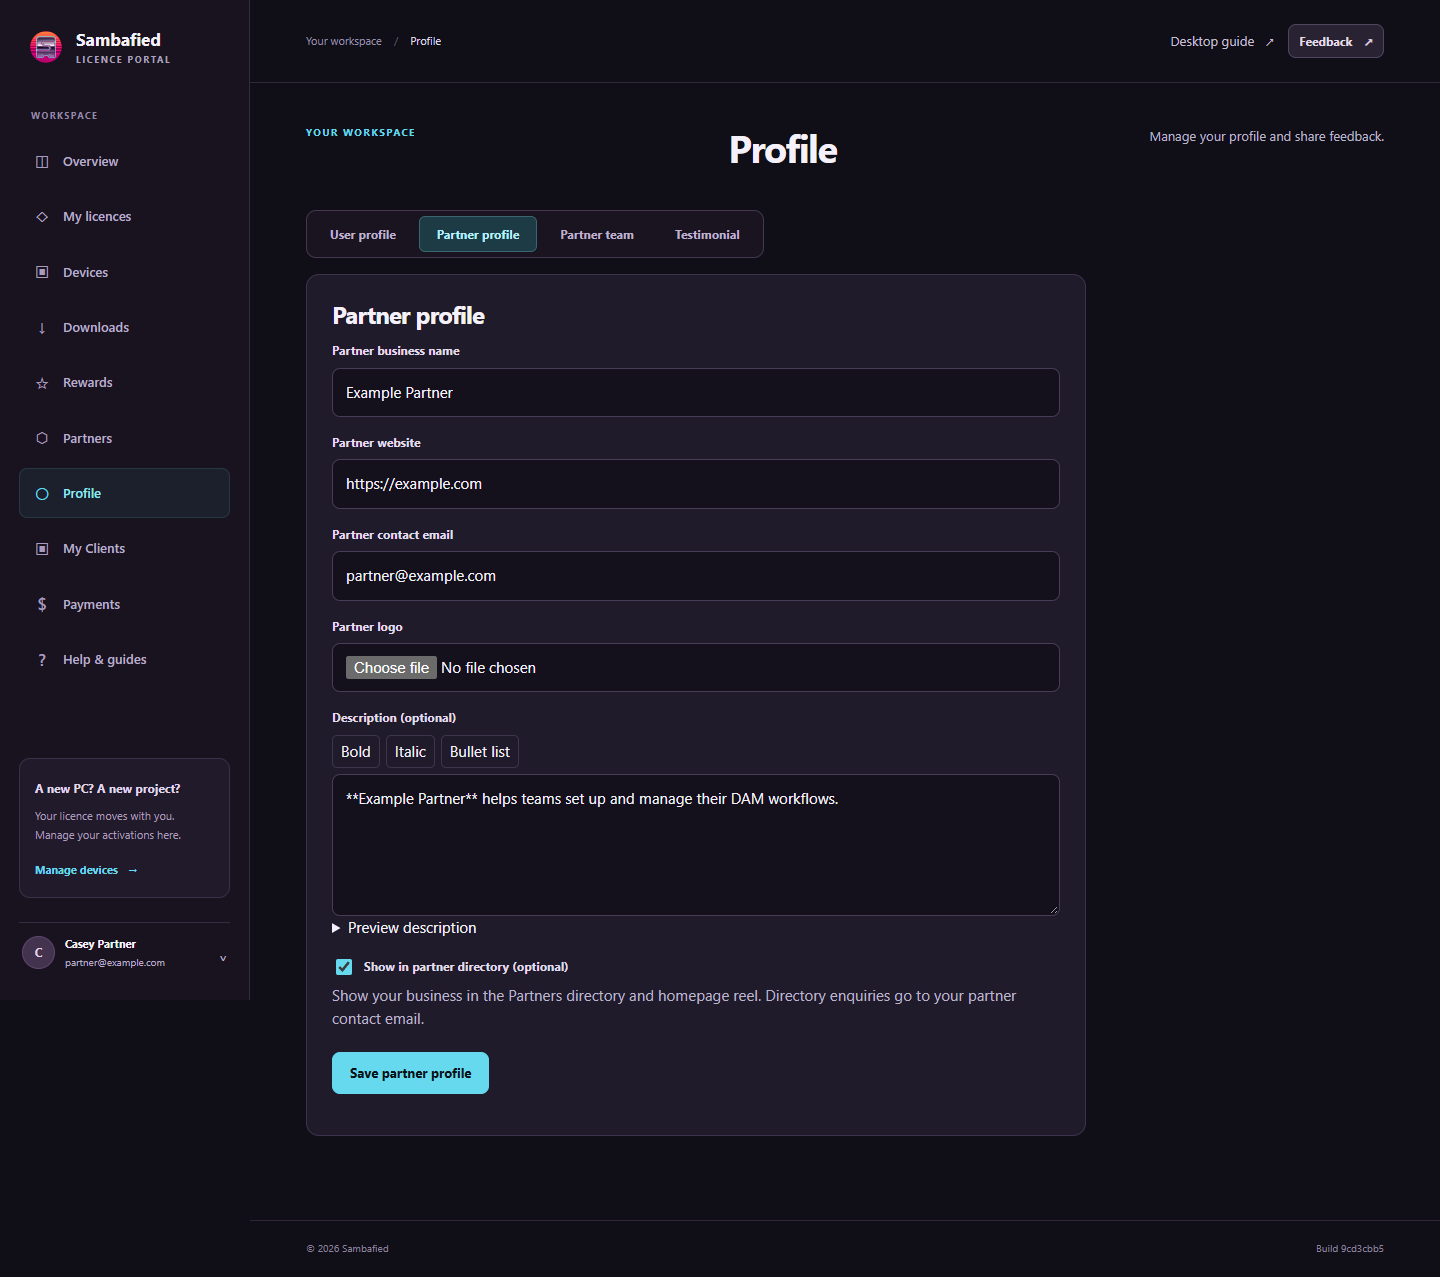 Sambafied
LICENCE PORTAL
WORKSPACE
Overview
My licences
Devices
Downloads
Rewards
Partners
Profile
My Clients
Payments
Help & guides
A new PC? A new project?
Your licence moves with you.
Manage your activations here.
Manage devices →
C
Casey Partner
partner@example.com
Your workspace / Profile
Desktop guide ↗
Feedback ↗
YOUR WORKSPACE
Profile
Manage your profile and share feedback.
User profile
Partner profile
Partner team
Testimonial
Partner profile
Partner business name
Example Partner
Partner website
https://example.com
Partner contact email
partner@example.com
Partner logo
Choose file No file chosen
Description (optional)
Bold
Italic
Bullet list
**Example Partner** helps teams set up and manage their DAM workflows.
Preview description
Show in partner directory (optional)
Show your business in the Partners directory and homepage reel. Directory enquiries go to your partner
contact email.
Save partner profile
© 2026 Sambafied
Build 9cd3cbb5